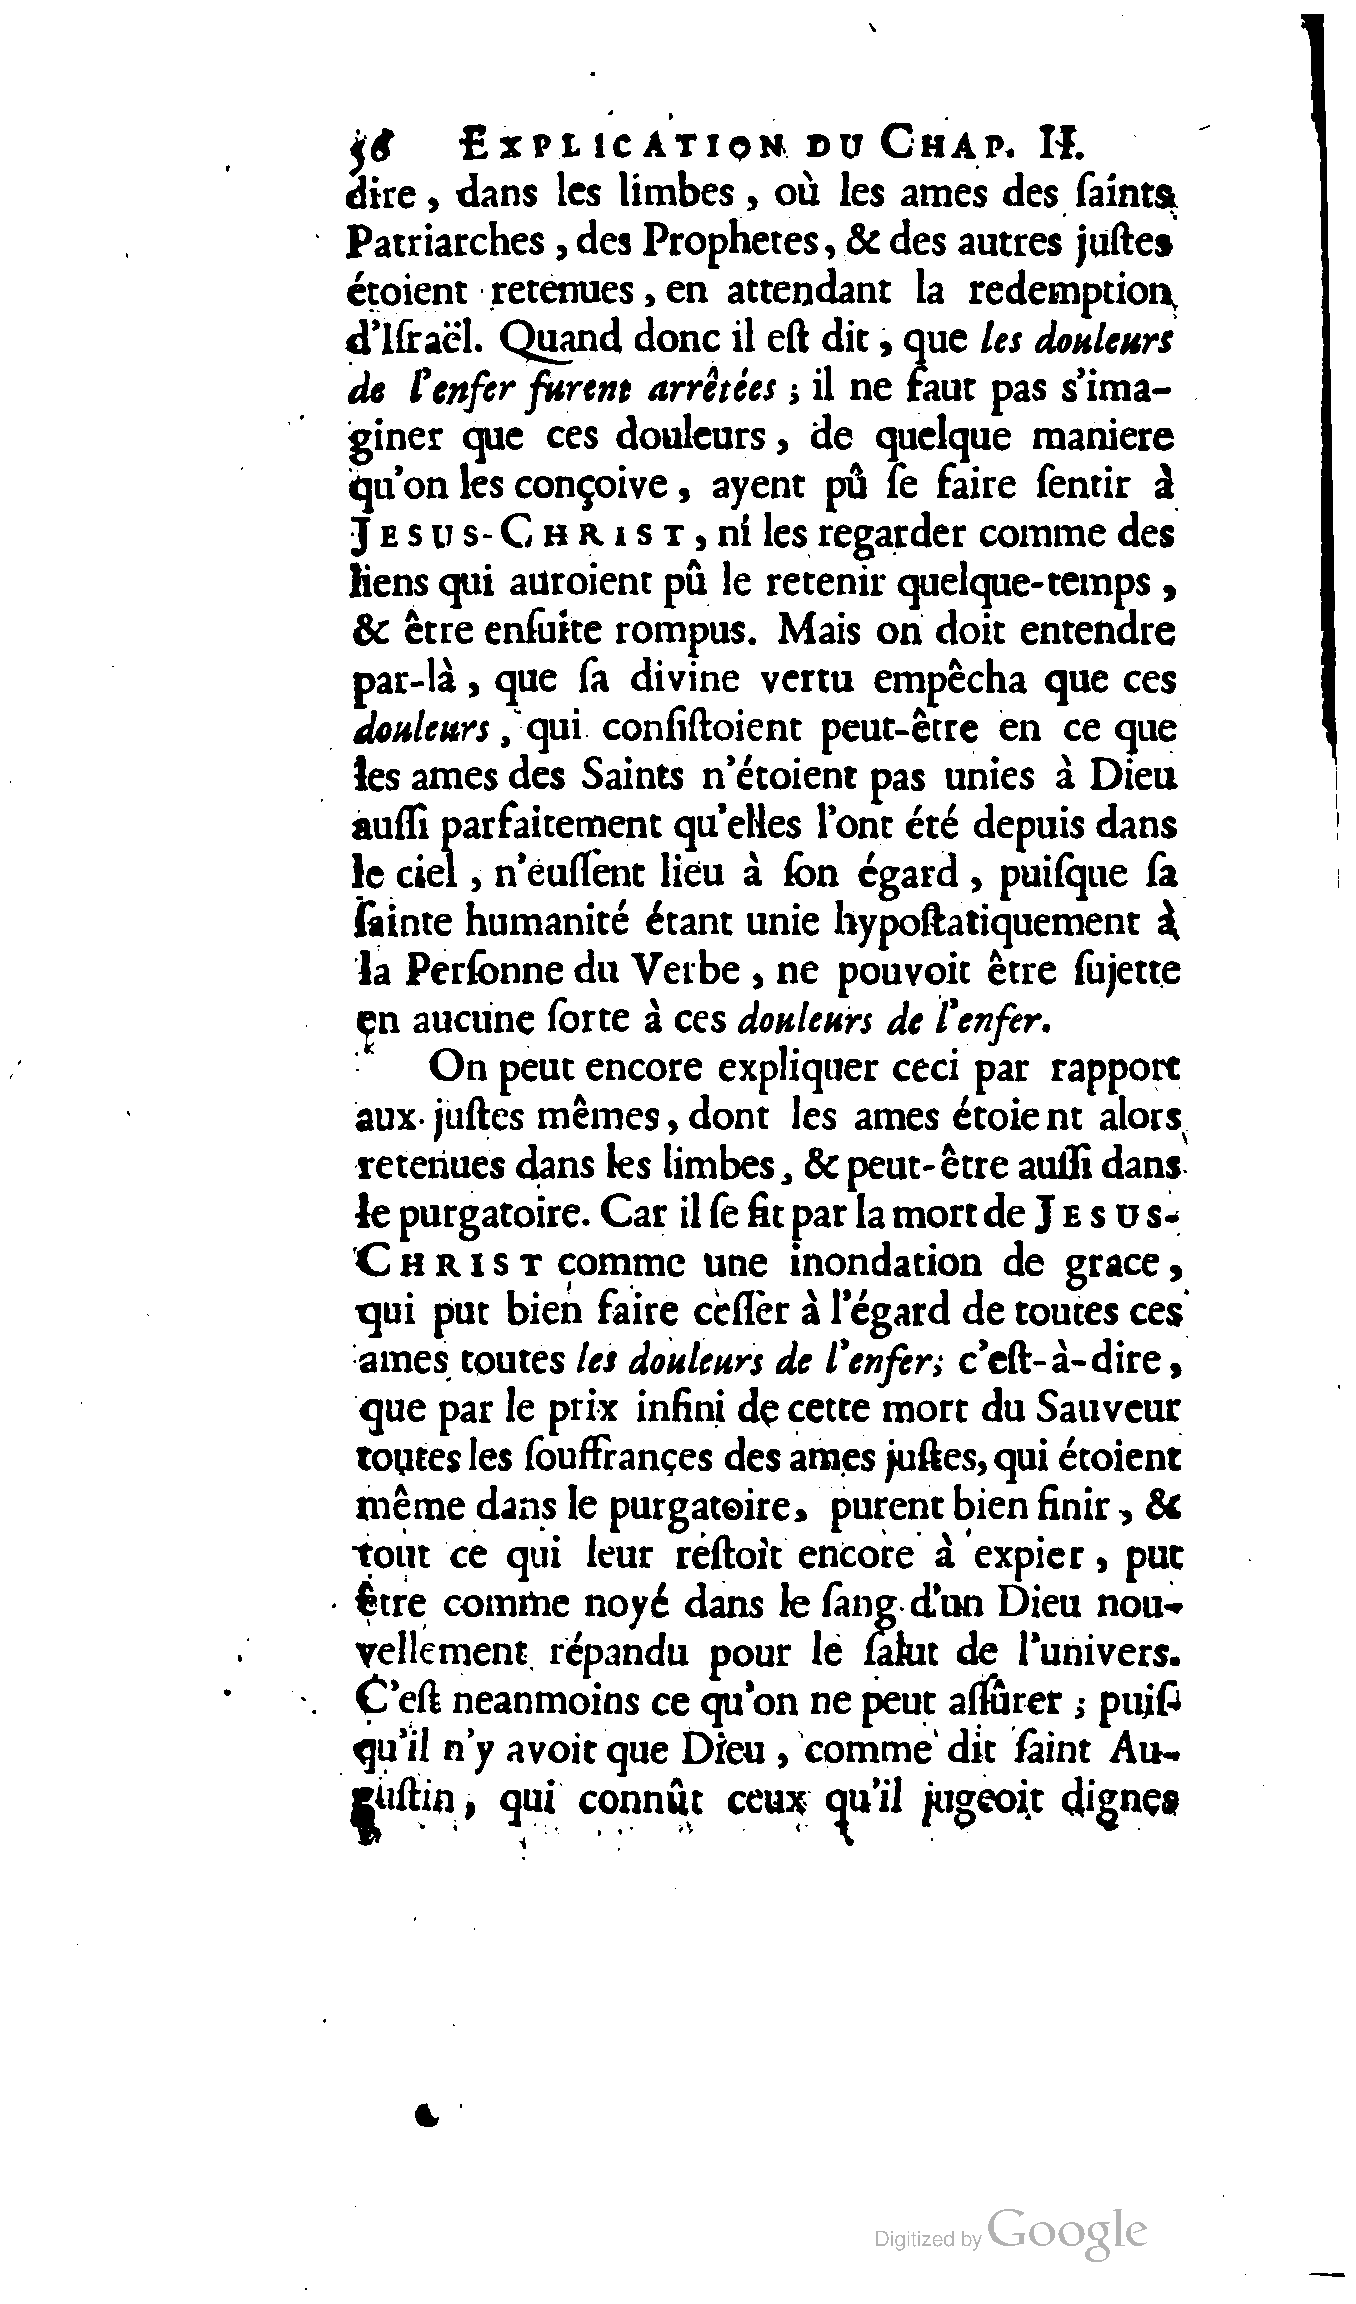 56 EXPLICATION DU CHAP. II.
dire, dans les limbes, où les ames des ſaints
Patriarches, des Prophetes, & des autres juſtes
étoient retenues, en attendant la redemption
d'Iſraël. Quand donc il eſt dit, que les douleurs
de l'enfer furent arrêtées; il ne faut pas s'ima-
giner que ces douleurs, de quelque maniere
qu'on les conçoive, ayent pû ſe faire ſentir à
JESUS-CHRIST, ni les regarder comme des
liens qui auroient pû le retenir quelque-temps,
& être enſuite rompus. Mais on doit entendre
par-là, que ſa divine vertu empêcha que ces
douleurs, qui conſiſtoient peut-être en ce que
les ames des Saints n'étoient pas unies à Dieu
auſſi parfaitement qu'elles l'ont été depuis dans
le ciel, n'euſſent lieu à ſon égard, puiſque ſa
ſainte humanité étant unie hypoſtatiquement à
la Perſonne du Verbe, ne pouvoit être ſujette
en aucune ſorte à ces douleurs de l'enfer.
On peut encore expliquer ceci par rapport
aux juſtes mêmes, dont les ames étoient alors
retenues dans les limbes, & peut-être auſſi dans
le purgatoire. Car il ſe fit par la mort de JESUS-
CHRIST comme une inondation de grace,
qui put bien faire ceſſer à l'égard de toutes ces
ames toutes les douleurs de l'enfer; c'eſt-à-dire,
que par le prix infini de cette mort du Sauveur
toutes les ſouffrançes des ames juſtes, qui étoient
même dans le purgatoire, purent bien finir, &
tout ce qui leur reſtoit encore à expier, put
être comme noyé dans le ſang d'un Dieu nou-
vellement répandu pour le ſalut de l'univers.
C'eſt neanmoins ce qu'on ne peut aſſûrer; puiſ-
qu'il n'y avoit que Dieu, comme dit ſaint Au-
guſtin, qui connût ceux qu'il jugeoit dignes
Digitized by Google